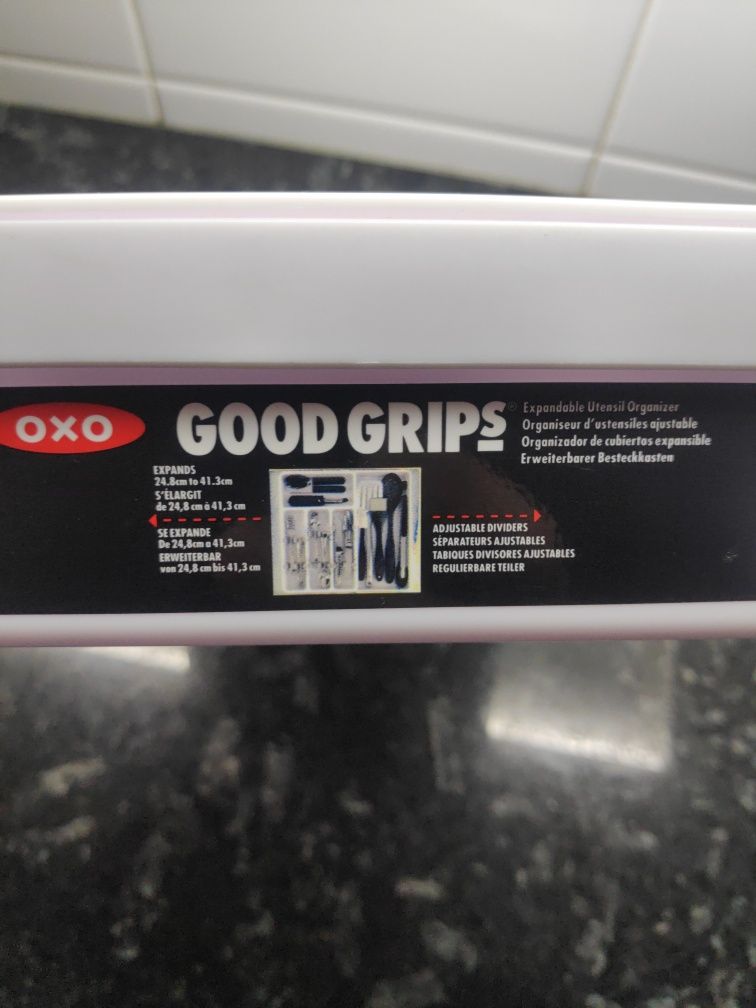 OXO
GOOD GRIPS®
Expandable Utensil Organizer
Organiseur d'ustensiles ajustable
Organizador de cubiertos expansible
Erweiterbarer Besteckkasten
EXPANDS
24.8cm to 41.3cm
S'ÉLARGIT
de 24,8 cm à 41,3 cm
SE EXPANDE
De 24,8cm a 41,3cm
ERWEITERBAR
von 24,8 cm bis 41,3 cm
ADJUSTABLE DIVIDERS
SÉPARATEURS AJUSTABLES
TABIQUES DIVISORES AJUSTABLES
REGULIERBARE TEILER